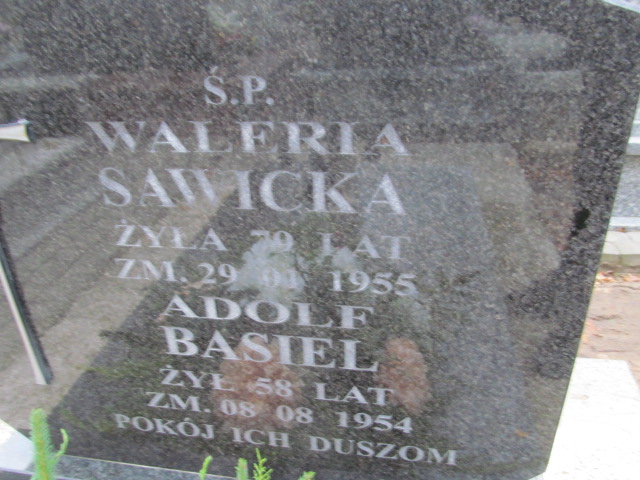 Ś.P.
WALERIA
SAWICKA
ŻYŁA 79 LAT
ZM. 29 01 1955
ADOLF
BASIEL
ŻYŁ 58 LAT
ZM. 08 08 1954
POKÓJ ICH DUSZOM